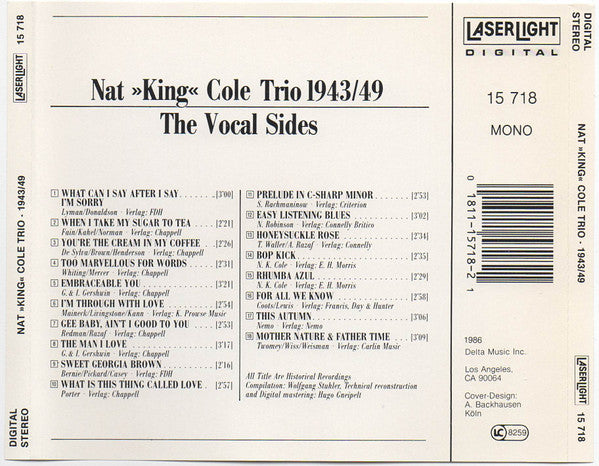 DIGITAL STEREO
NAT »KING« COLE TRIO · 1943/49
LASERLIGHT
15 718
Nat »King« Cole Trio 1943/49
The Vocal Sides
1 WHAT CAN I SAY AFTER I SAY I'M SORRY [3'00]
Lyman/Donaldson · Verlag: FDH
2 WHEN I TAKE MY SUGAR TO TEA [2'21]
Fain/Kahel/Norman · Verlag: Chappell
3 YOU'RE THE CREAM IN MY COFFEE [2'26]
De Sylva/Brown/Henderson · Verlag: Chappell
4 TOO MARVELLOUS FOR WORDS [2'31]
Whiting/Mercer · Verlag: Chappell
5 EMBRACEABLE YOU [3'21]
G. & I. Gershwin · Verlag: Chappell
6 I'M THROUGH WITH LOVE [2'54]
Maineck/Livingstone/Kann · K. Prowse Music
7 GEE BABY, AIN'T I GOOD TO YOU [2'53]
Redman/Razaf · Verlag: Chappell
8 THE MAN I LOVE [3'17]
G. & I. Gershwin · Verlag: Chappell
9 SWEET GEORGIA BROWN [2'16]
Bernie/Pickard/Casey · Verlag: FDH
10 WHAT IS THIS THING CALLED LOVE [2'57]
Porter · Verlag: Chappell
11 PRELUDE IN C-SHARP MINOR [2'53]
S. Rachmaninow · Verlag: Criterion
12 EASY LISTENING BLUES [3'02]
N. Robinson · Verlag: Connelly Britico
13 HONEYSUCKLE ROSE [2'34]
T. Waller/A. Razaf · Verlag: Connelly
14 BOP KICK [2'35]
N. K. Cole · Verlag: E. H. Morris
15 RHUMBA AZUL [2'30]
N. K. Cole · Verlag: E. H. Morris
16 FOR ALL WE KNOW [2'58]
Coots/Lewis · Verlag: Francis, Day & Hunter
17 THIS AUTUMN [3'06]
Nemo · Verlag: Nemo
18 MOTHER NATURE & FATHER TIME [3'09]
Twomey/Wiss/Weisman · Verlag: Carlin Music
All Title Are Historical Recordings
Compilation: Wolfgang Stuhler, Technical reconstruction
and Digital mastering: Hugo Gneipelt
LASERLIGHT
DIGITAL
15 718
MONO
0 1811-15718-2 1
1986
Delta Music Inc.
Los Angeles,
CA 90064
Cover-Design:
A. Backhausen
Köln
LC 8259
DIGITAL STEREO
NAT »KING« COLE TRIO · 1943/49
LASERLIGHT
15 718